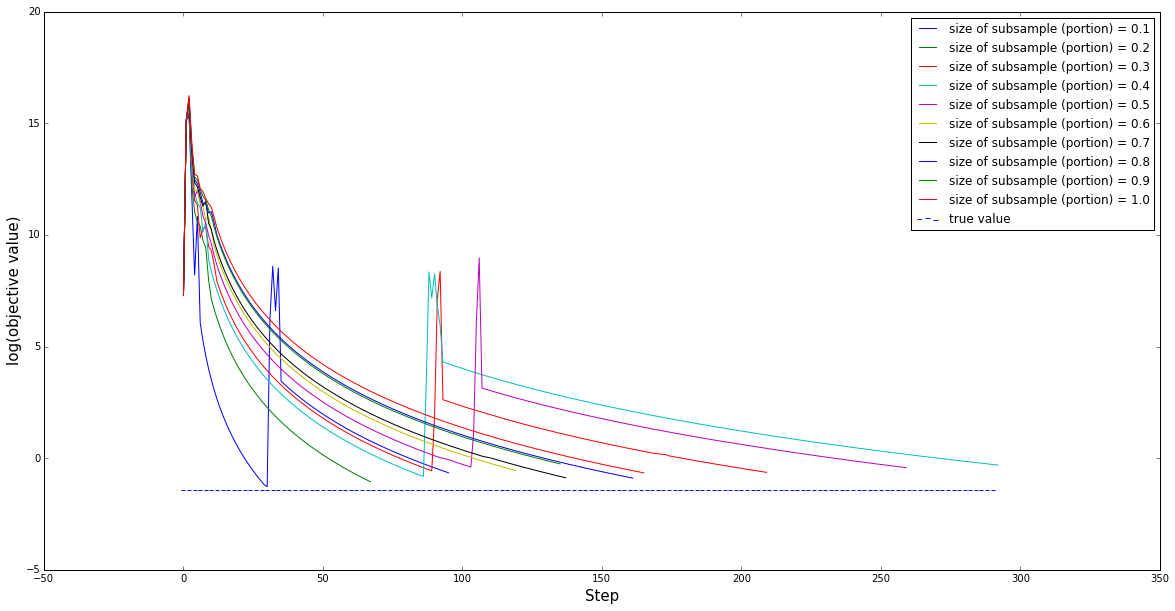 20
15
10
5
0
−5
log(objective value)
size of subsample (portion) = 0.1
size of subsample (portion) = 0.2
size of subsample (portion) = 0.3
size of subsample (portion) = 0.4
size of subsample (portion) = 0.5
size of subsample (portion) = 0.6
size of subsample (portion) = 0.7
size of subsample (portion) = 0.8
size of subsample (portion) = 0.9
size of subsample (portion) = 1.0
true value
−50 0 50 100 150 200 250 300 350
Step